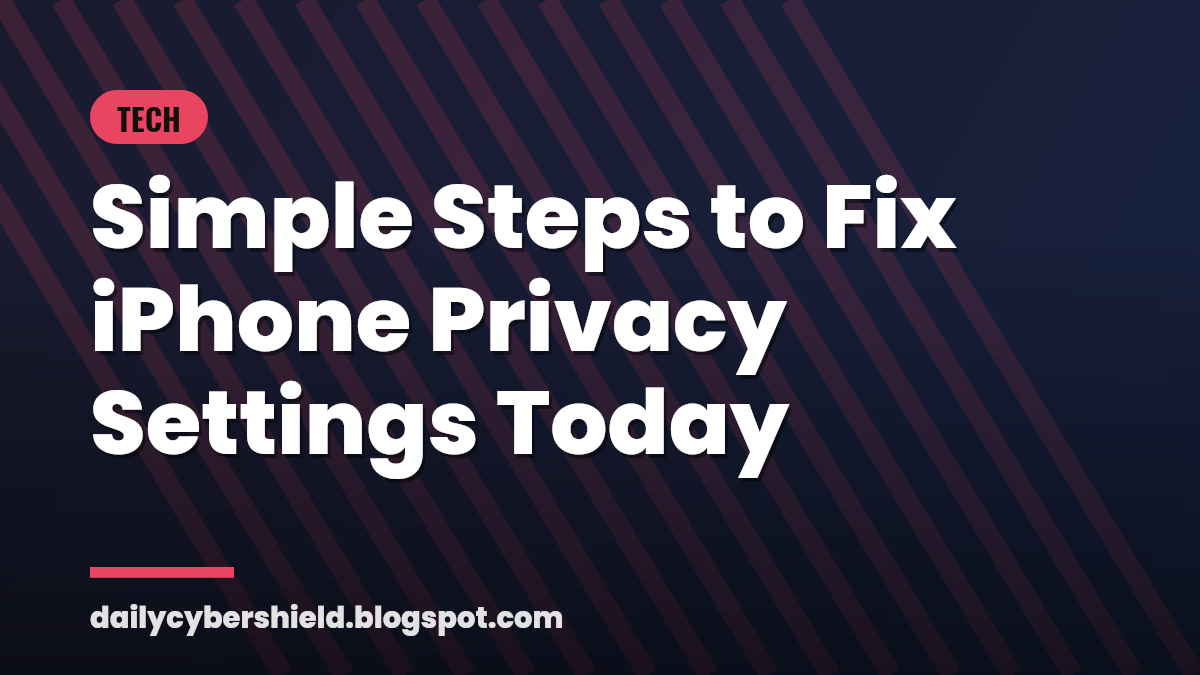 TECH
Simple Steps to Fix
iPhone Privacy
Settings Today
dailycybershield.blogspot.com